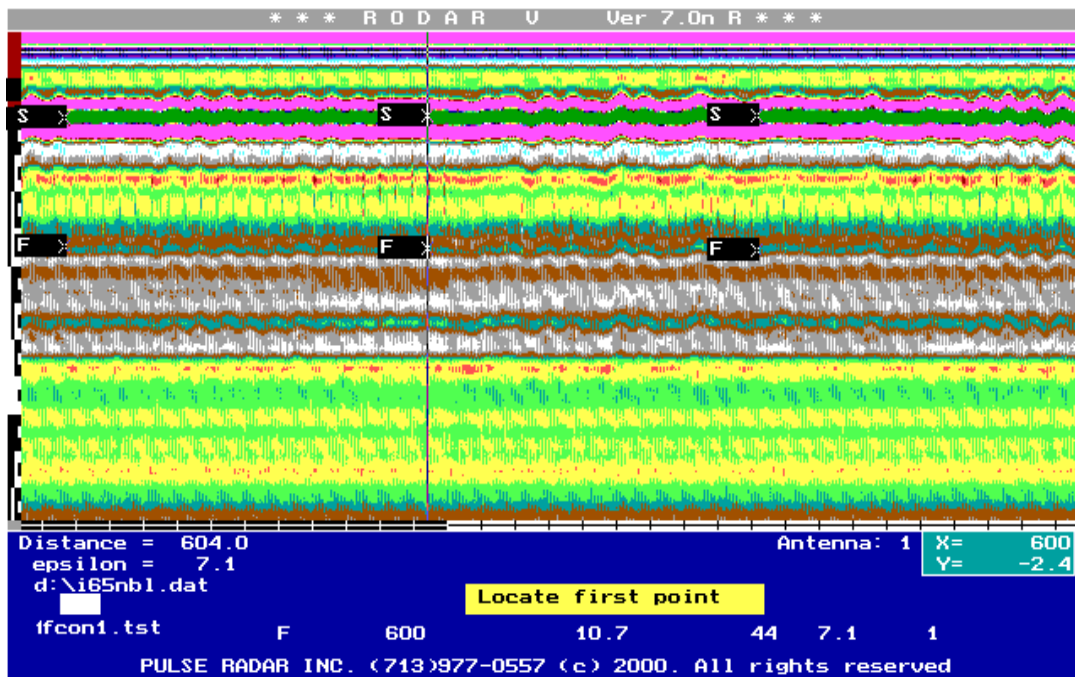 * * * R O D A R V Ver 7.0n R * * *
S S S
F F F
Distance = 604.0 Antenna: 1 X= 600
epsilon = 7.1 Y= -2.4
d:\i65nbl.dat
Locate first point
1fcon1.tst F 600 10.7 44 7.1 1
PULSE RADAR INC. (713)977-0557 (c) 2000. All rights reserved